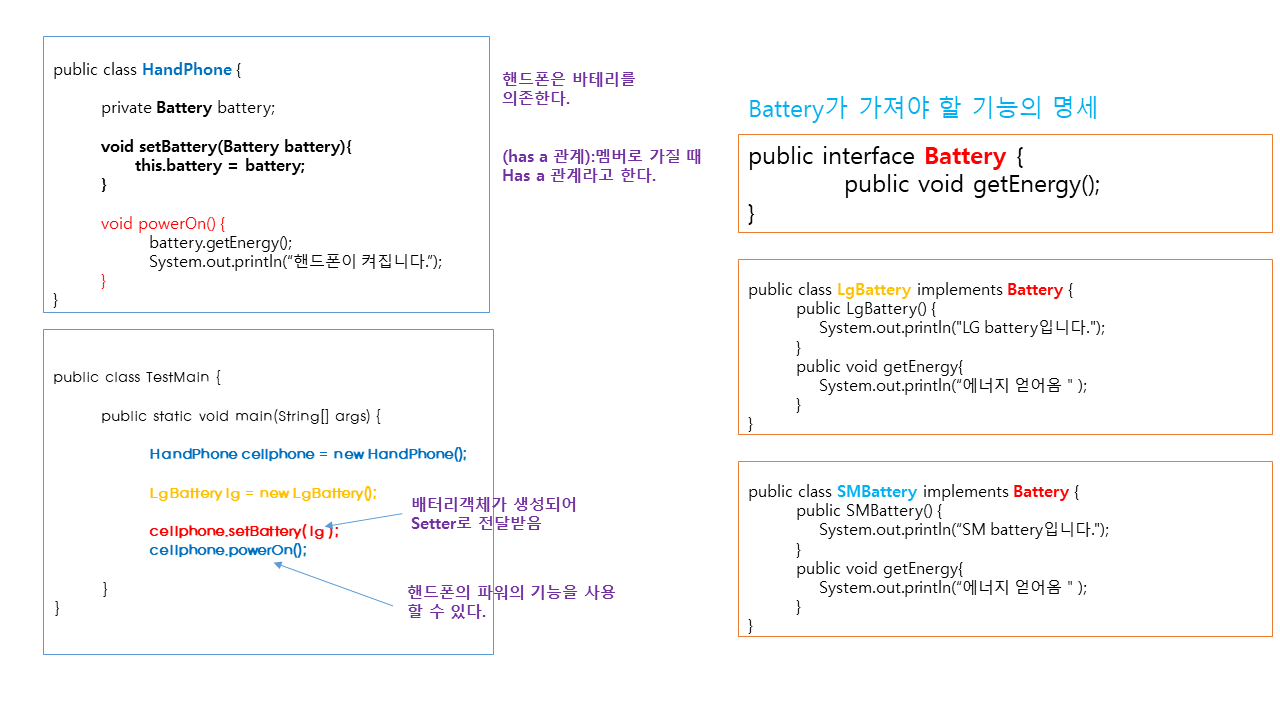 public class HandPhone {
private Battery battery;
void setBattery(Battery battery){
this.battery = battery;
}
void powerOn() {
battery.getEnergy();
System.out.println(“핸드폰이 켜집니다.”);
}
}
핸드폰은 바테리를
의존한다.
(has a 관계):멤버로 가질 때
Has a 관계라고 한다.
public class TestMain {
public static void main(String[] args) {
HandPhone cellphone = new HandPhone();
LgBattery lg = new LgBattery();
cellphone.setBattery( lg );
cellphone.powerOn();
}
}
배터리객체가 생성되어
Setter로 전달받음
핸드폰의 파워의 기능을 사용
할 수 있다.
Battery가 가져야 할 기능의 명세
public interface Battery {
public void getEnergy();
}
public class LgBattery implements Battery {
public LgBattery() {
System.out.println("LG battery입니다.");
}
public void getEnergy{
System.out.println(“에너지 얻어옴 " );
}
}
public class SMBattery implements Battery {
public SMBattery() {
System.out.println(“SM battery입니다.");
}
public void getEnergy{
System.out.println(“에너지 얻어옴 " );
}
}